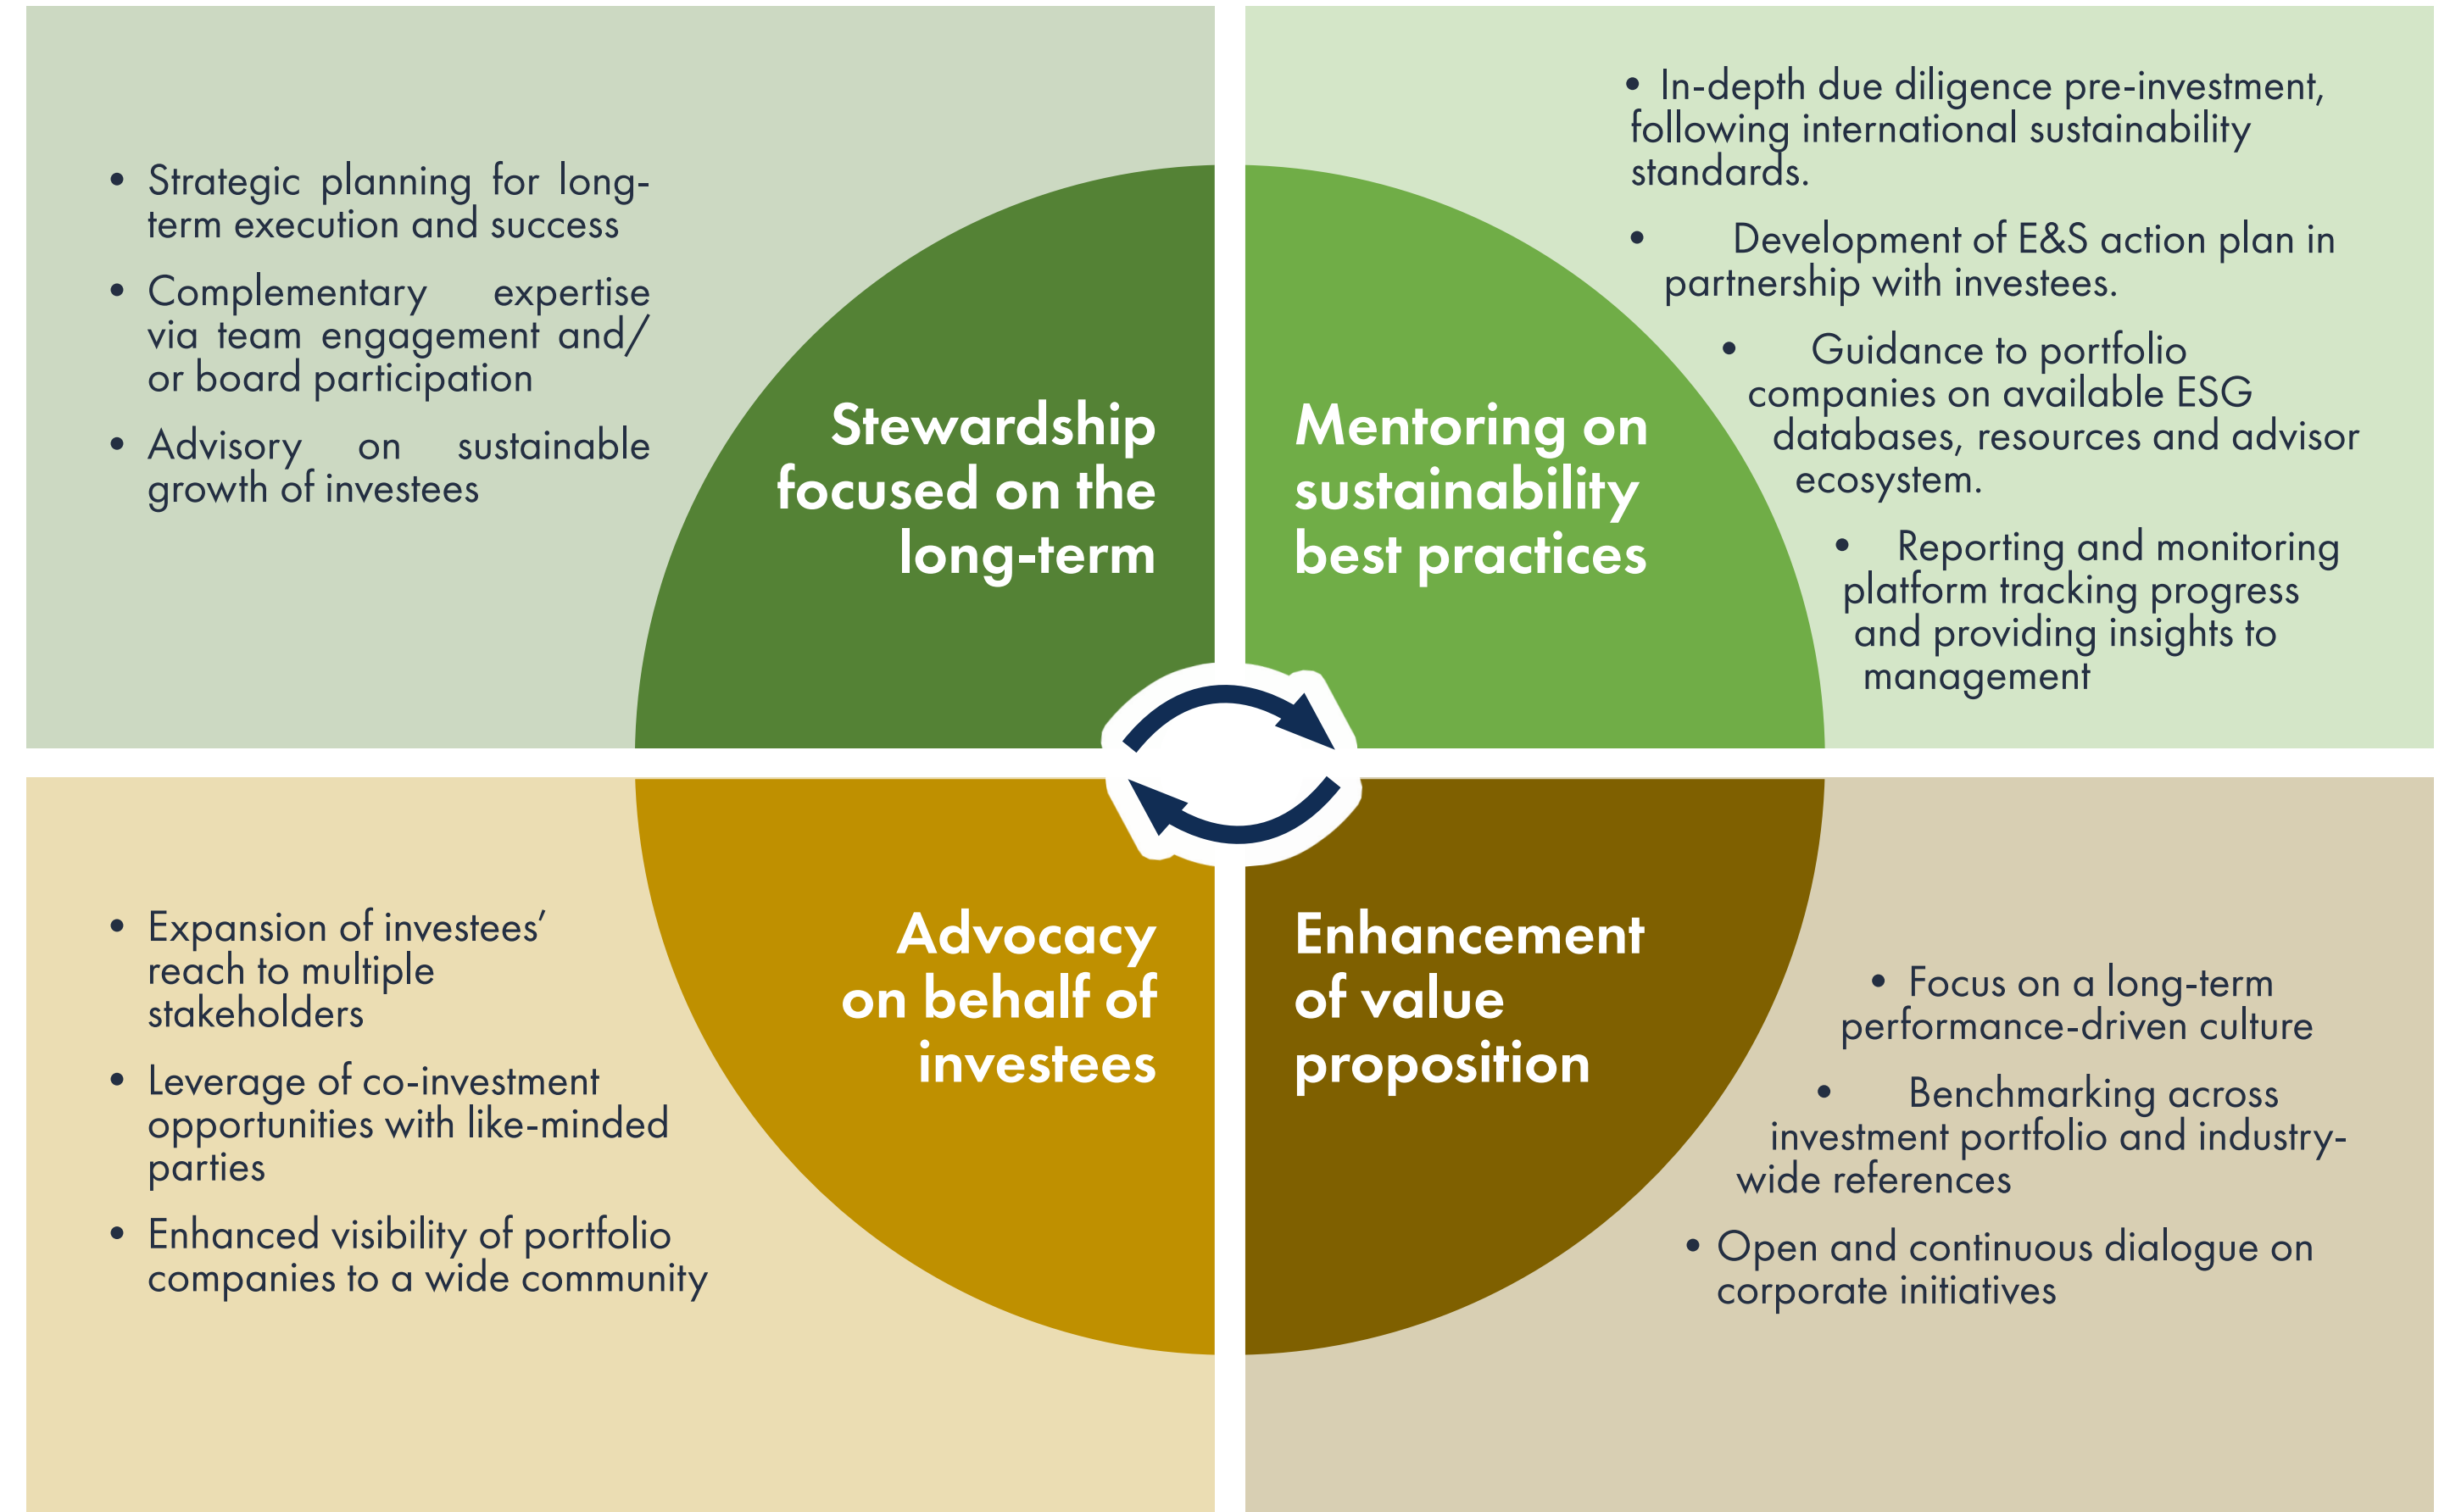 • Strategic planning for long-
term execution and success
• Complementary expertise
via team engagement and/
or board participation
• Advisory on sustainable
growth of investees
Stewardship
focused on the
long-term
Mentoring on
sustainability
best practices
• In-depth due diligence pre-investment,
following international sustainability
standards.
• Development of E&S action plan in
partnership with investees.
• Guidance to portfolio
companies on available ESG
databases, resources and advisor
ecosystem.
• Reporting and monitoring
platform tracking progress
and providing insights to
management
• Expansion of investees’
reach to multiple
stakeholders
• Leverage of co-investment
opportunities with like-minded
parties
• Enhanced visibility of portfolio
companies to a wide community
Advocacy
on behalf of
investees
Enhancement
of value
proposition
• Focus on a long-term
performance-driven culture
• Benchmarking across
investment portfolio and industry-
wide references
• Open and continuous dialogue on
corporate initiatives